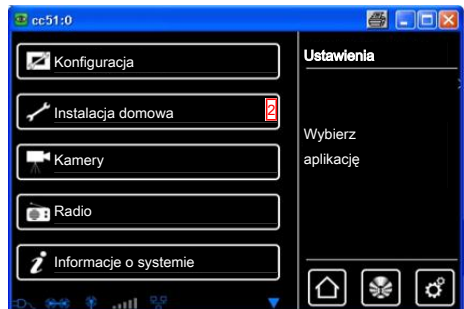 cc51:0
Konfiguracja
Instalacja domowa
2
Kamery
Radio
Informacje o systemie
Ustawienia
Wybierz
aplikację